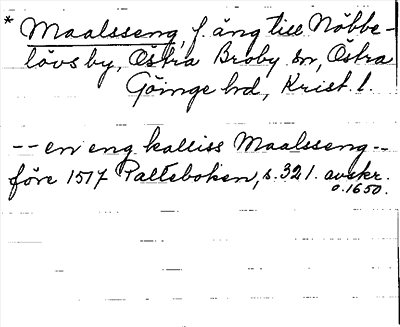 * Maalsseng, f. äng till Nöbbe-
lövs by, Östra Broby sn, Östra
Göinge hd, Krist. l.
-- en eng kalliss Maalsseng --
före 1517 Palteboken, s. 321. avskr.
o. 1650.